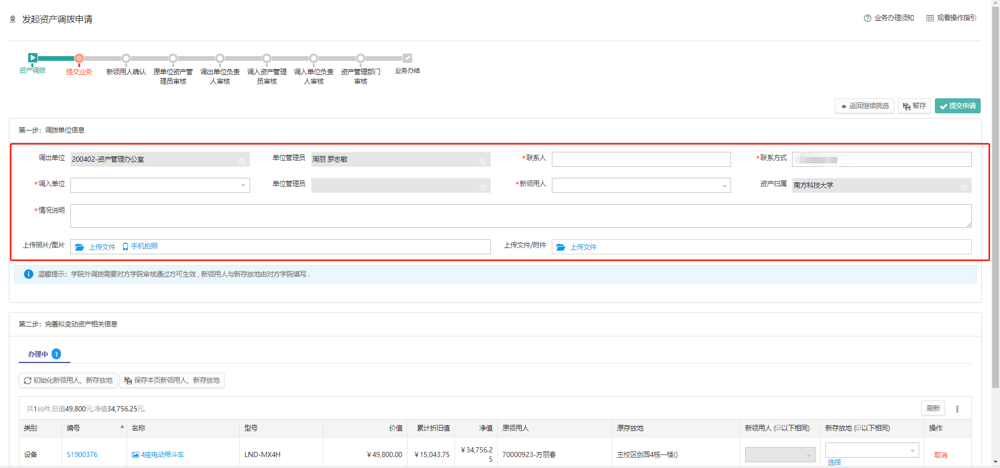 发起资产调拨申请
业务办理须知 观看操作指引
资产调拨 提交业务 新领用人确认 原单位资产管理员审核 调出单位负责人审核 调入资产管理员审核 调入单位负责人审核 资产管理部门审核 业务办结
返回继续挑选 暂存 提交申请
第一步：调拨单位信息
调出单位 200402-资产管理办公室 单位管理员 周丽 罗志敏 *联系人 *联系方式
*调入单位 单位管理员 *新领用人 资产归属 南方科技大学
*情况说明
上传照片/图片 上传文件 手机拍照 上传文件/附件 上传文件
温馨提示：学院外调拨需要对方学院审核通过方可生效 , 新领用人与新存放地由对方学院填写 .
第二步：完善拟变动资产相关信息
办理中 1
初始化新领用人、新存放地 保存本页新领用人、新存放地
共1台件,总值49,800元,净值34,756.25元. 刷新
类别 编号 名称 型号 价值 累计折旧值 净值 原领用人 原存放地 新领用人 (以下相同) 新存放地 (以下相同) 操作
设备 S1900376 4座电动带斗车 LND-MX4H ￥49,800.00 ￥15,043.75 ￥34,756.25 70000923-方丽春 主校区创园4栋一楼() 取消
选择